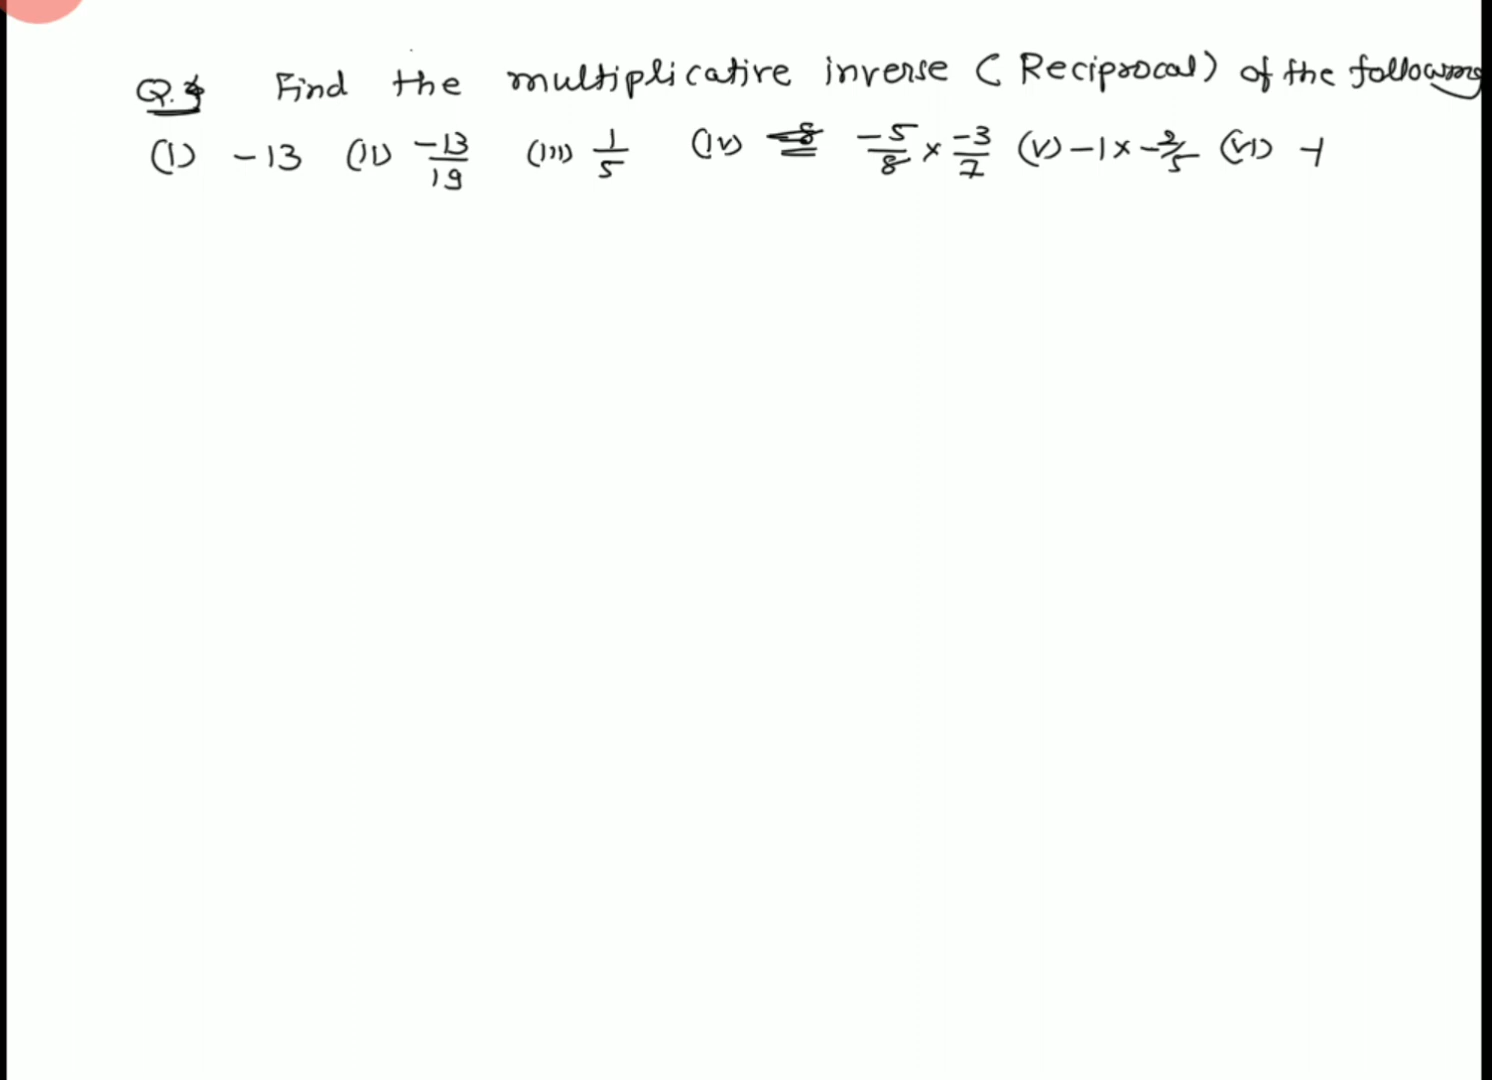 Q.4 Find the multiplicative inverse ( Reciprocal ) of the following
(i) -13 (ii) -13/19 (iii) 1/5 (iv) -5/8 × -3/7 (v) -1 × -2/5 (vi) -1